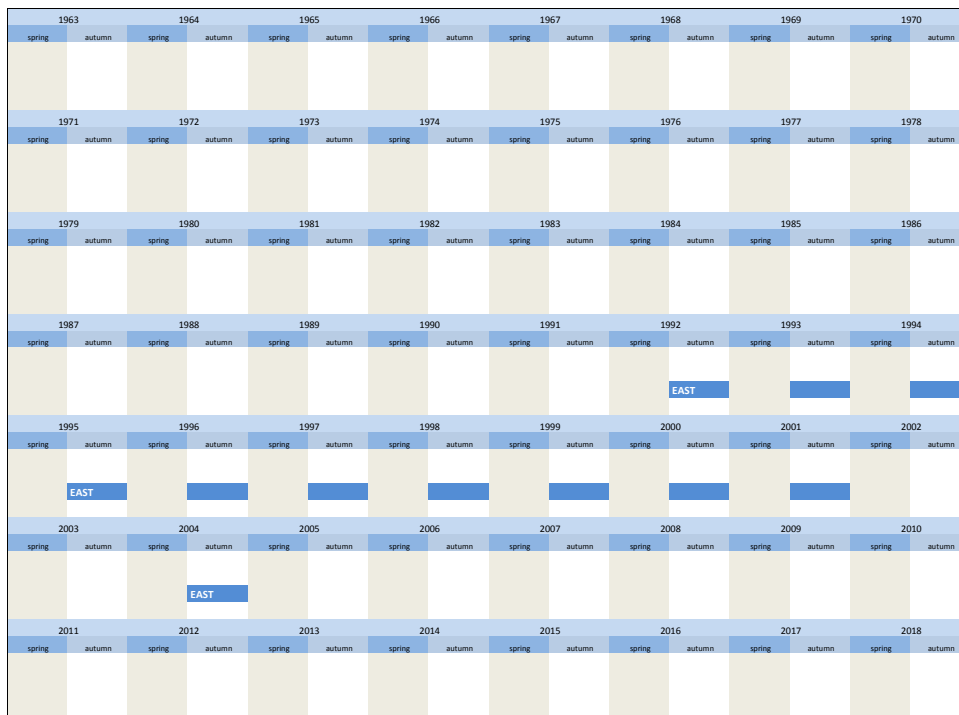 1963 1964 1965 1966 1967 1968 1969 1970
spring autumn spring autumn spring autumn spring autumn spring autumn spring autumn spring autumn spring autumn
1971 1972 1973 1974 1975 1976 1977 1978
spring autumn spring autumn spring autumn spring autumn spring autumn spring autumn spring autumn spring autumn
1979 1980 1981 1982 1983 1984 1985 1986
spring autumn spring autumn spring autumn spring autumn spring autumn spring autumn spring autumn spring autumn
1987 1988 1989 1990 1991 1992 1993 1994
spring autumn spring autumn spring autumn spring autumn spring autumn spring autumn spring autumn spring autumn
EAST
1995 1996 1997 1998 1999 2000 2001 2002
spring autumn spring autumn spring autumn spring autumn spring autumn spring autumn spring autumn spring autumn
EAST
2003 2004 2005 2006 2007 2008 2009 2010
spring autumn spring autumn spring autumn spring autumn spring autumn spring autumn spring autumn spring autumn
EAST
2011 2012 2013 2014 2015 2016 2017 2018
spring autumn spring autumn spring autumn spring autumn spring autumn spring autumn spring autumn spring autumn